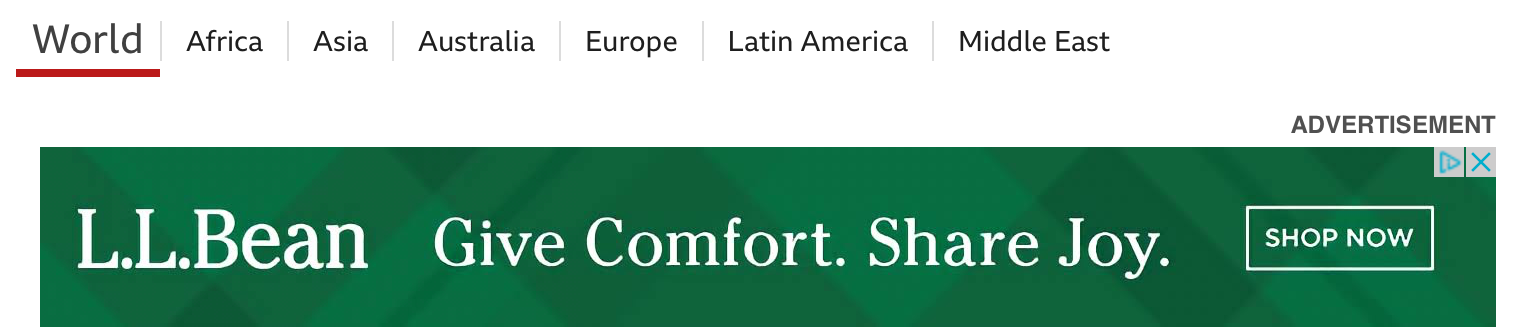 World Africa Asia Australia Europe Latin America Middle East
ADVERTISEMENT
L.L.Bean Give Comfort. Share Joy. SHOP NOW